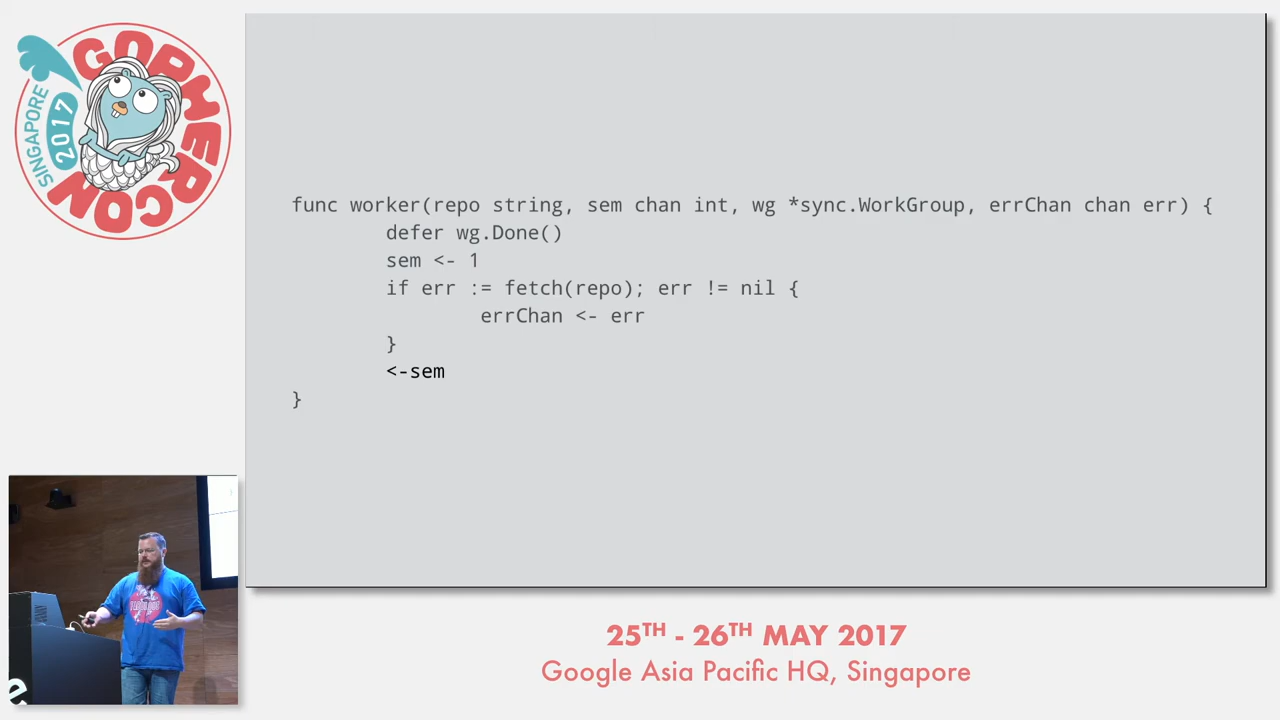 GOPHERCON
SINGAPORE
2017
func worker(repo string, sem chan int, wg *sync.WorkGroup, errChan chan err) {
defer wg.Done()
sem <- 1
if err := fetch(repo); err != nil {
errChan <- err
}
<-sem
}
25TH - 26TH MAY 2017
Google Asia Pacific HQ, Singapore